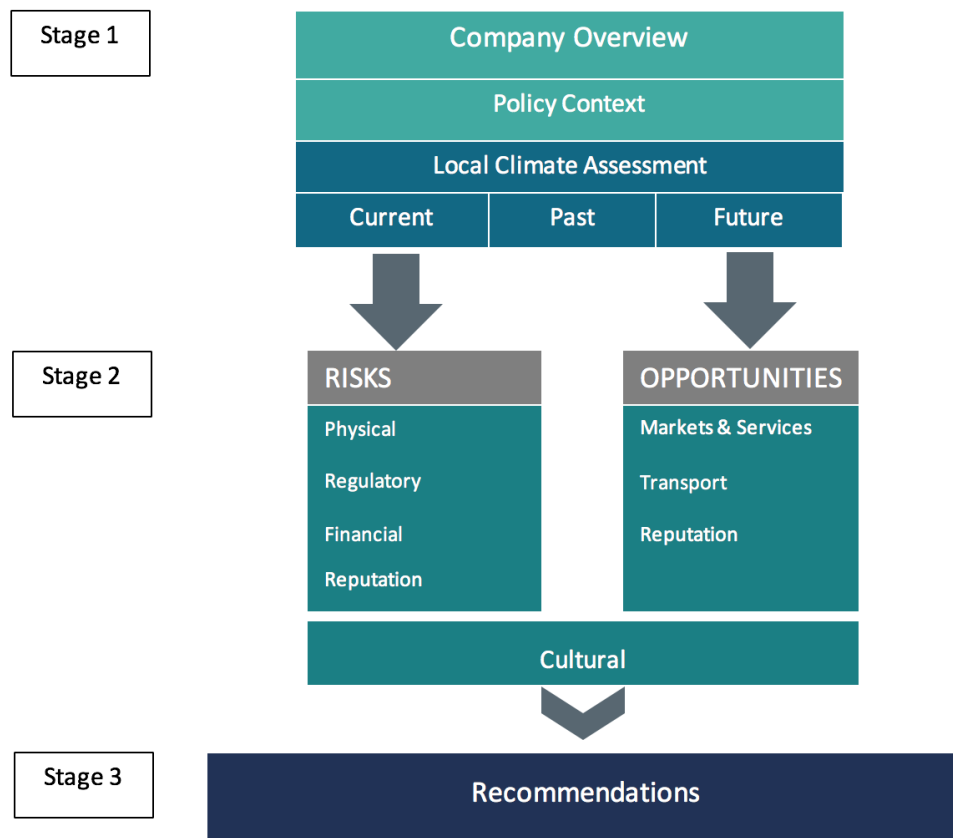 Stage 1
Company Overview
Policy Context
Local Climate Assessment
Current
Past
Future
Stage 2
RISKS
Physical
Regulatory
Financial
Reputation
OPPORTUNITIES
Markets & Services
Transport
Reputation
Cultural
Stage 3
Recommendations